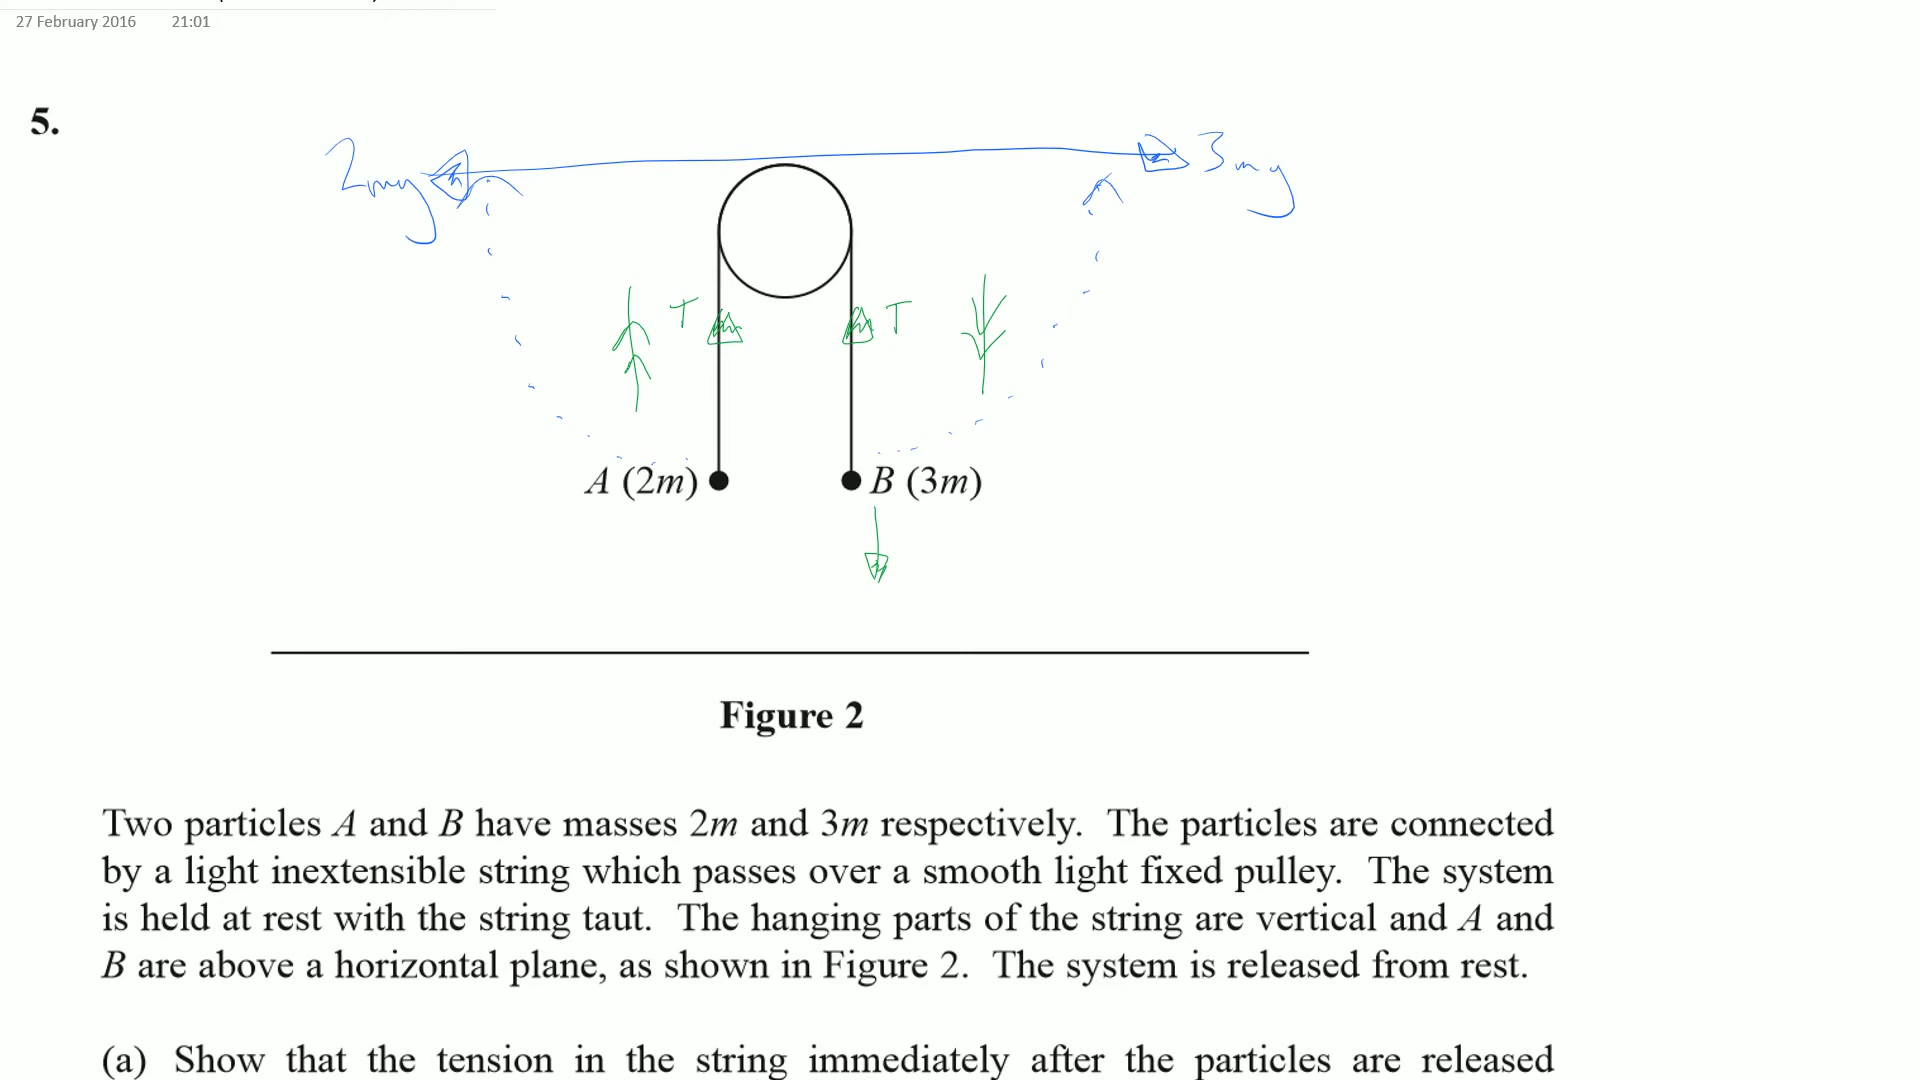 27 February 2016 21:01
5.
2mg 3mg
T T
A (2m) B (3m)
Figure 2
Two particles A and B have masses 2m and 3m respectively. The particles are connected
by a light inextensible string which passes over a smooth light fixed pulley. The system
is held at rest with the string taut. The hanging parts of the string are vertical and A and
B are above a horizontal plane, as shown in Figure 2. The system is released from rest.
(a) Show that the tension in the string immediately after the particles are released